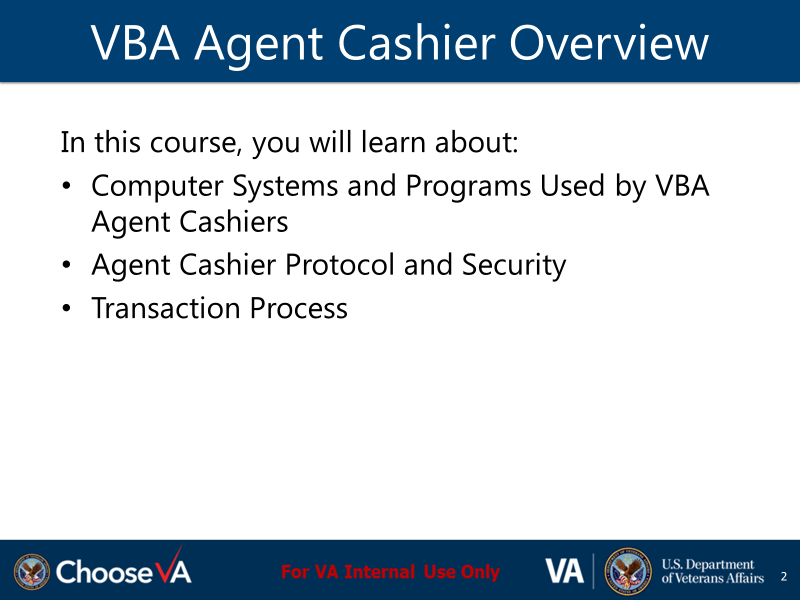 VBA Agent Cashier Overview
In this course, you will learn about:
• Computer Systems and Programs Used by VBA
Agent Cashiers
• Agent Cashier Protocol and Security
• Transaction Process
Choose VA
For VA Internal Use Only
VA
U.S. Department
of Veterans Affairs
2